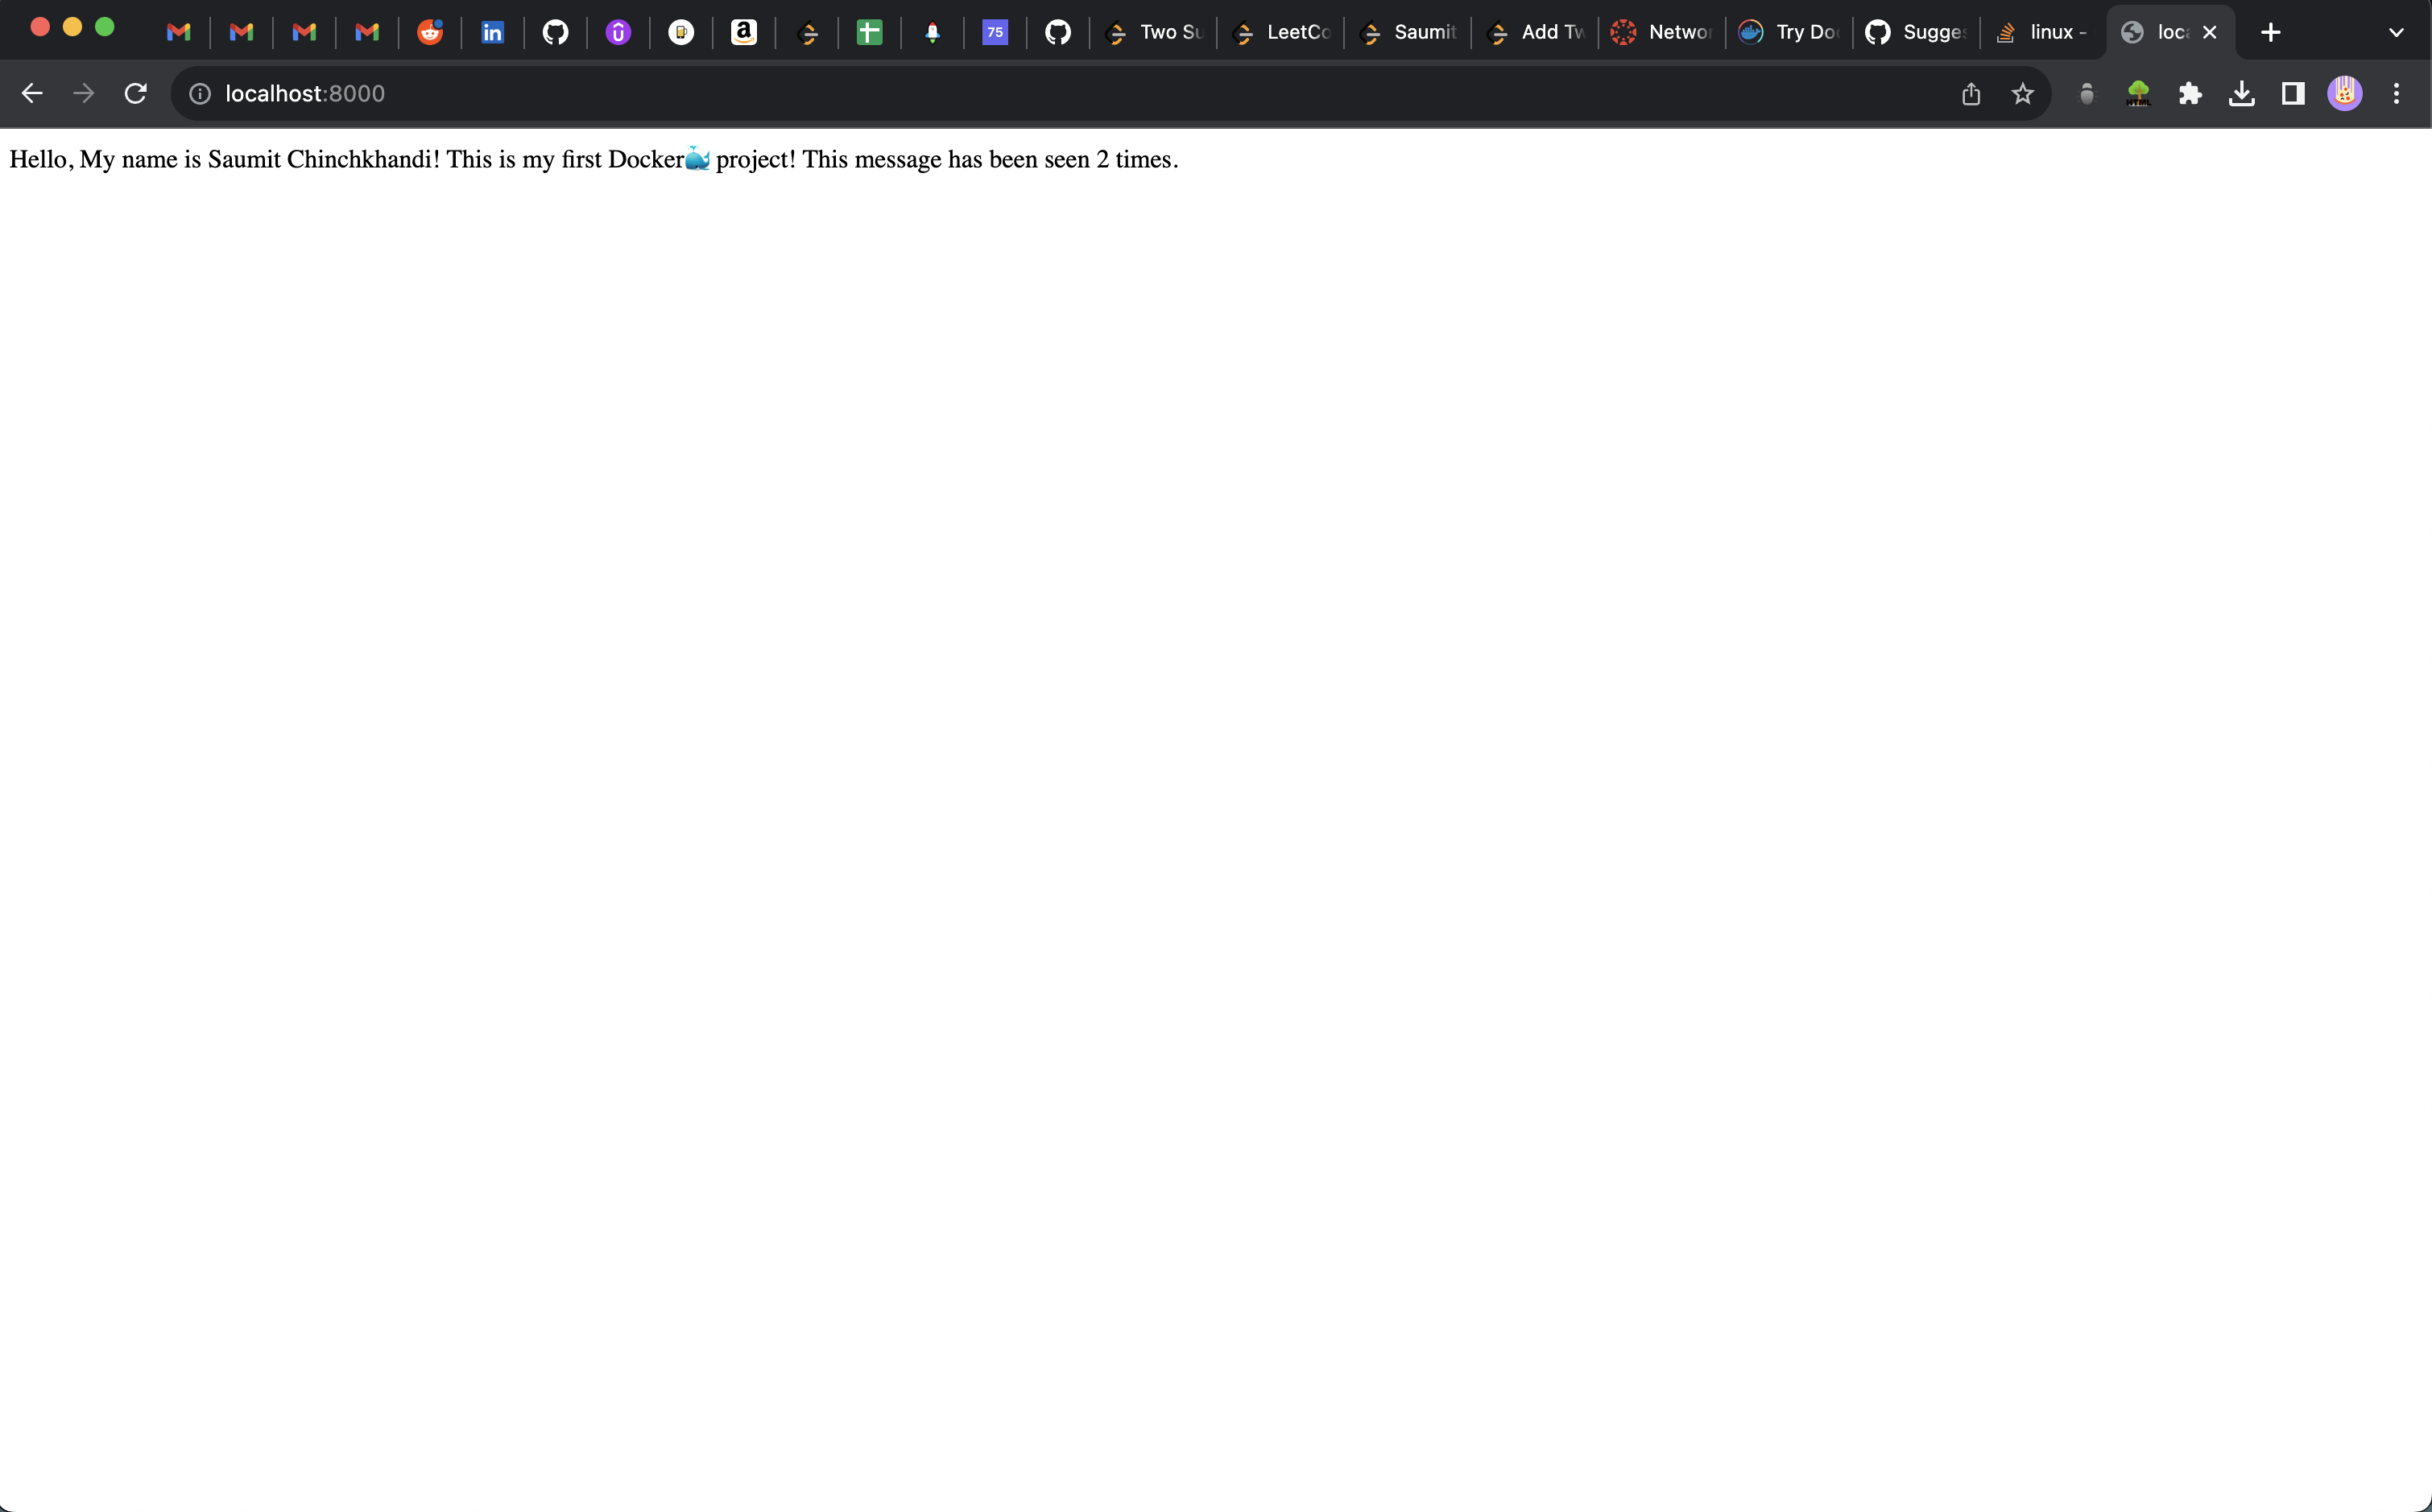 75 Two Su LeetCo Saumit Add Tw Networ Try Do Sugges linux - loca
localhost:8000
Hello, My name is Saumit Chinchkhandi! This is my first Docker🐳 project! This message has been seen 2 times.